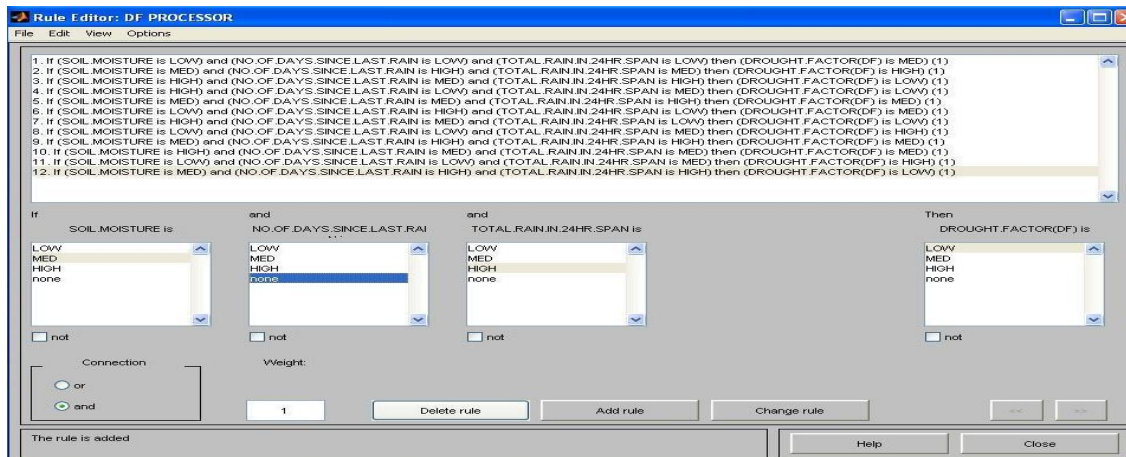 Rule Editor: DF PROCESSOR
File Edit View Options
1. If (SOIL.MOISTURE is LOW) and (NO.OF.DAYS.SINCE.LAST.RAIN is LOW) and (TOTAL.RAIN.IN.24HR.SPAN is LOW) then (DROUGHT.FACTOR(DF) is MED) (1)
2. If (SOIL.MOISTURE is MED) and (NO.OF.DAYS.SINCE.LAST.RAIN is HIGH) and (TOTAL.RAIN.IN.24HR.SPAN is MED) then (DROUGHT.FACTOR(DF) is HIGH) (1)
3. If (SOIL.MOISTURE is HIGH) and (NO.OF.DAYS.SINCE.LAST.RAIN is LOW) and (TOTAL.RAIN.IN.24HR.SPAN is HIGH) then (DROUGHT.FACTOR(DF) is LOW) (1)
4. If (SOIL.MOISTURE is HIGH) and (NO.OF.DAYS.SINCE.LAST.RAIN is LOW) and (TOTAL.RAIN.IN.24HR.SPAN is MED) then (DROUGHT.FACTOR(DF) is LOW) (1)
5. If (SOIL.MOISTURE is MED) and (NO.OF.DAYS.SINCE.LAST.RAIN is MED) and (TOTAL.RAIN.IN.24HR.SPAN is HIGH) then (DROUGHT.FACTOR(DF) is MED) (1)
6. If (SOIL.MOISTURE is LOW) and (NO.OF.DAYS.SINCE.LAST.RAIN is MED) and (TOTAL.RAIN.IN.24HR.SPAN is HIGH) then (DROUGHT.FACTOR(DF) is LOW) (1)
7. If (SOIL.MOISTURE is HIGH) and (NO.OF.DAYS.SINCE.LAST.RAIN is LOW) and (TOTAL.RAIN.IN.24HR.SPAN is MED) then (DROUGHT.FACTOR(DF) is LOW) (1)
8. If (SOIL.MOISTURE is LOW) and (NO.OF.DAYS.SINCE.LAST.RAIN is LOW) and (TOTAL.RAIN.IN.24HR.SPAN is MED) then (DROUGHT.FACTOR(DF) is HIGH) (1)
9. If (SOIL.MOISTURE is MED) and (NO.OF.DAYS.SINCE.LAST.RAIN is HIGH) and (TOTAL.RAIN.IN.24HR.SPAN is MED) then (DROUGHT.FACTOR(DF) is MED) (1)
10. If (SOIL.MOISTURE is HIGH) and (NO.OF.DAYS.SINCE.LAST.RAIN is MED) and (TOTAL.RAIN.IN.24HR.SPAN is MED) then (DROUGHT.FACTOR(DF) is MED) (1)
11. If (SOIL.MOISTURE is LOW) and (NO.OF.DAYS.SINCE.LAST.RAIN is LOW) and (TOTAL.RAIN.IN.24HR.SPAN is MED) then (DROUGHT.FACTOR(DF) is HIGH) (1)
12. If (SOIL.MOISTURE is MED) and (NO.OF.DAYS.SINCE.LAST.RAIN is HIGH) and (TOTAL.RAIN.IN.24HR.SPAN is HIGH) then (DROUGHT.FACTOR(DF) is LOW) (1)
If and and Then
SOIL.MOISTURE is NO.OF.DAYS.SINCE.LAST.RAI TOTAL.RAIN.IN.24HR.SPAN is DROUGHT.FACTOR(DF) is
LOW LOW LOW LOW
MED MED MED MED
HIGH HIGH HIGH HIGH
none none none none
not not not not
Connection Weight:
or
and 1 Delete rule Add rule Change rule << >>
The rule is added Help Close